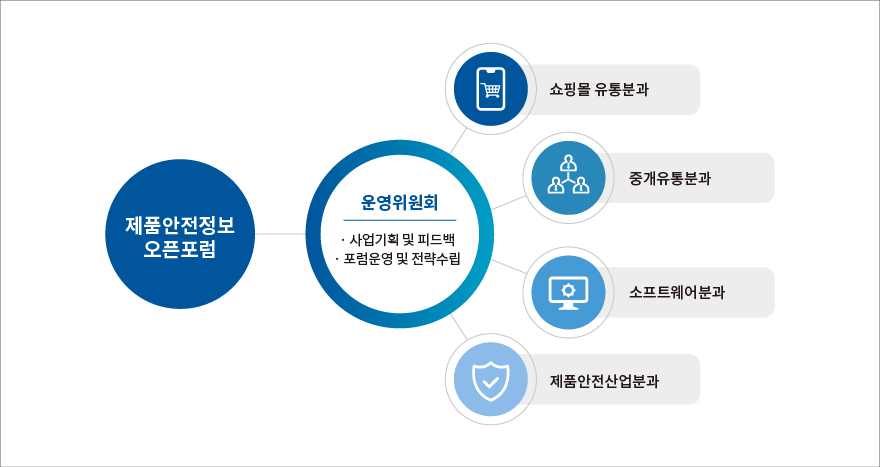 제품안전정보
오픈포럼
운영위원회
· 사업기획 및 피드백
· 포럼운영 및 전략수립
쇼핑몰 유통분과
중개유통분과
소프트웨어분과
제품안전산업분과